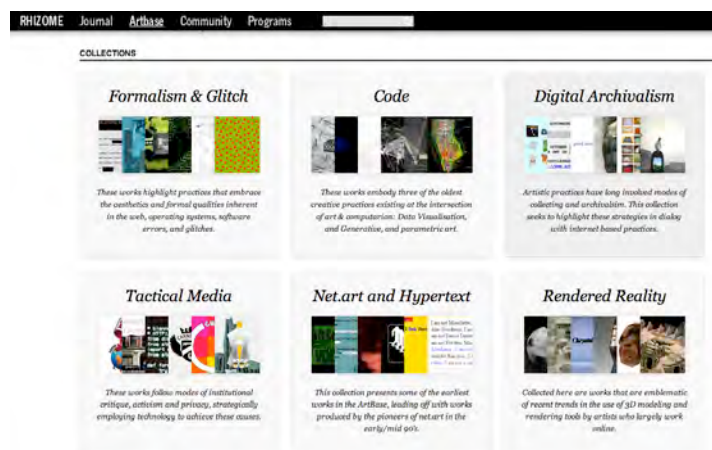 RHIZOME Journal Artbase Community Programs
COLLECTIONS
Formalism & Glitch
These works highlight practices that embrace
the aesthetics and formal qualities inherent
in the web, operating systems, software
errors, and glitches.
Code
These works embody three of the oldest
creative practices existing at the intersection
of art & computation: Data Visualisation,
and Generative, and parametric art.
Digital Archivalism
Artistic practices have long involved modes of
collecting and archivalsim. This collection
seeks to highlight these strategies in dialog
with internet based practices.
Tactical Media
These works follow modes of institutional
critique, activism and privacy, strategically
employing technology to achieve these causes.
Net.art and Hypertext
This collection presents some of the earliest
works in the ArtBase, leading off with works
produced by the pioneers of net.art in the
early/mid 90's.
Rendered Reality
Collected here are works that are emblematic
of recent trends in the use of 3D modeling and
rendering tools by artists who largely work
online.